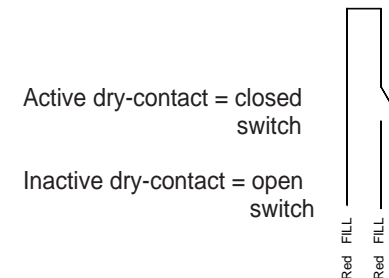 Active dry-contact = closed
switch
Inactive dry-contact = open
switch
Red FILL
Red FILL